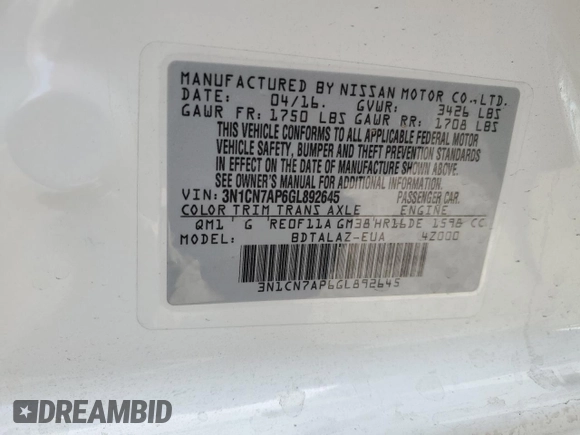 MANUFACTURED BY NISSAN MOTOR CO.,LTD.
DATE: 04/16. GVWR: 3426 LBS
GAWR FR: 1750 LBS GAWR RR: 1708 LBS
THIS VEHICLE CONFORMS TO ALL APPLICABLE FEDERAL MOTOR
VEHICLE SAFETY, BUMPER AND THEFT PREVENTION STANDARDS
IN EFFECT ON THE DATE OF MANUFACTURE SHOWN ABOVE.
SEE OWNER'S MANUAL FOR ADDITIONAL INFORMATION.
VIN: 3N1CN7AP6GL892645 PASSENGER CAR.
COLOR TRIM TRANS AXLE ENGINE
QM1 G RE0F11A GM38 HR16DE 1598 CC
MODEL: BDTALAZ-EUA 4Z000
3N1CN7AP6GL892645
DREAMBID